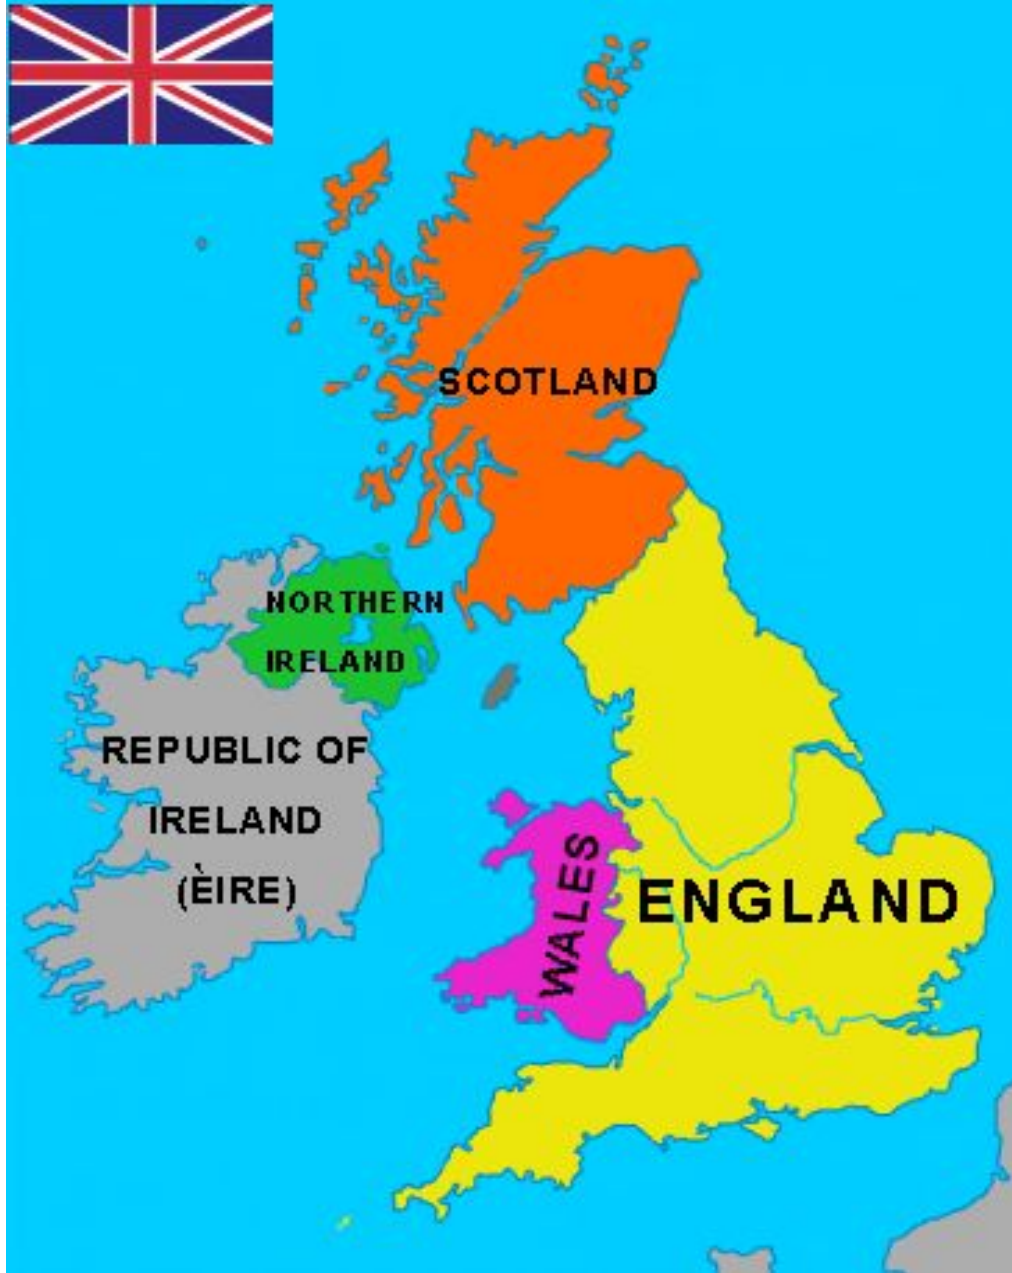 SCOTLAND
NORTHERN
IRELAND
REPUBLIC OF
IRELAND
(ÈIRE)
WALES
ENGLAND